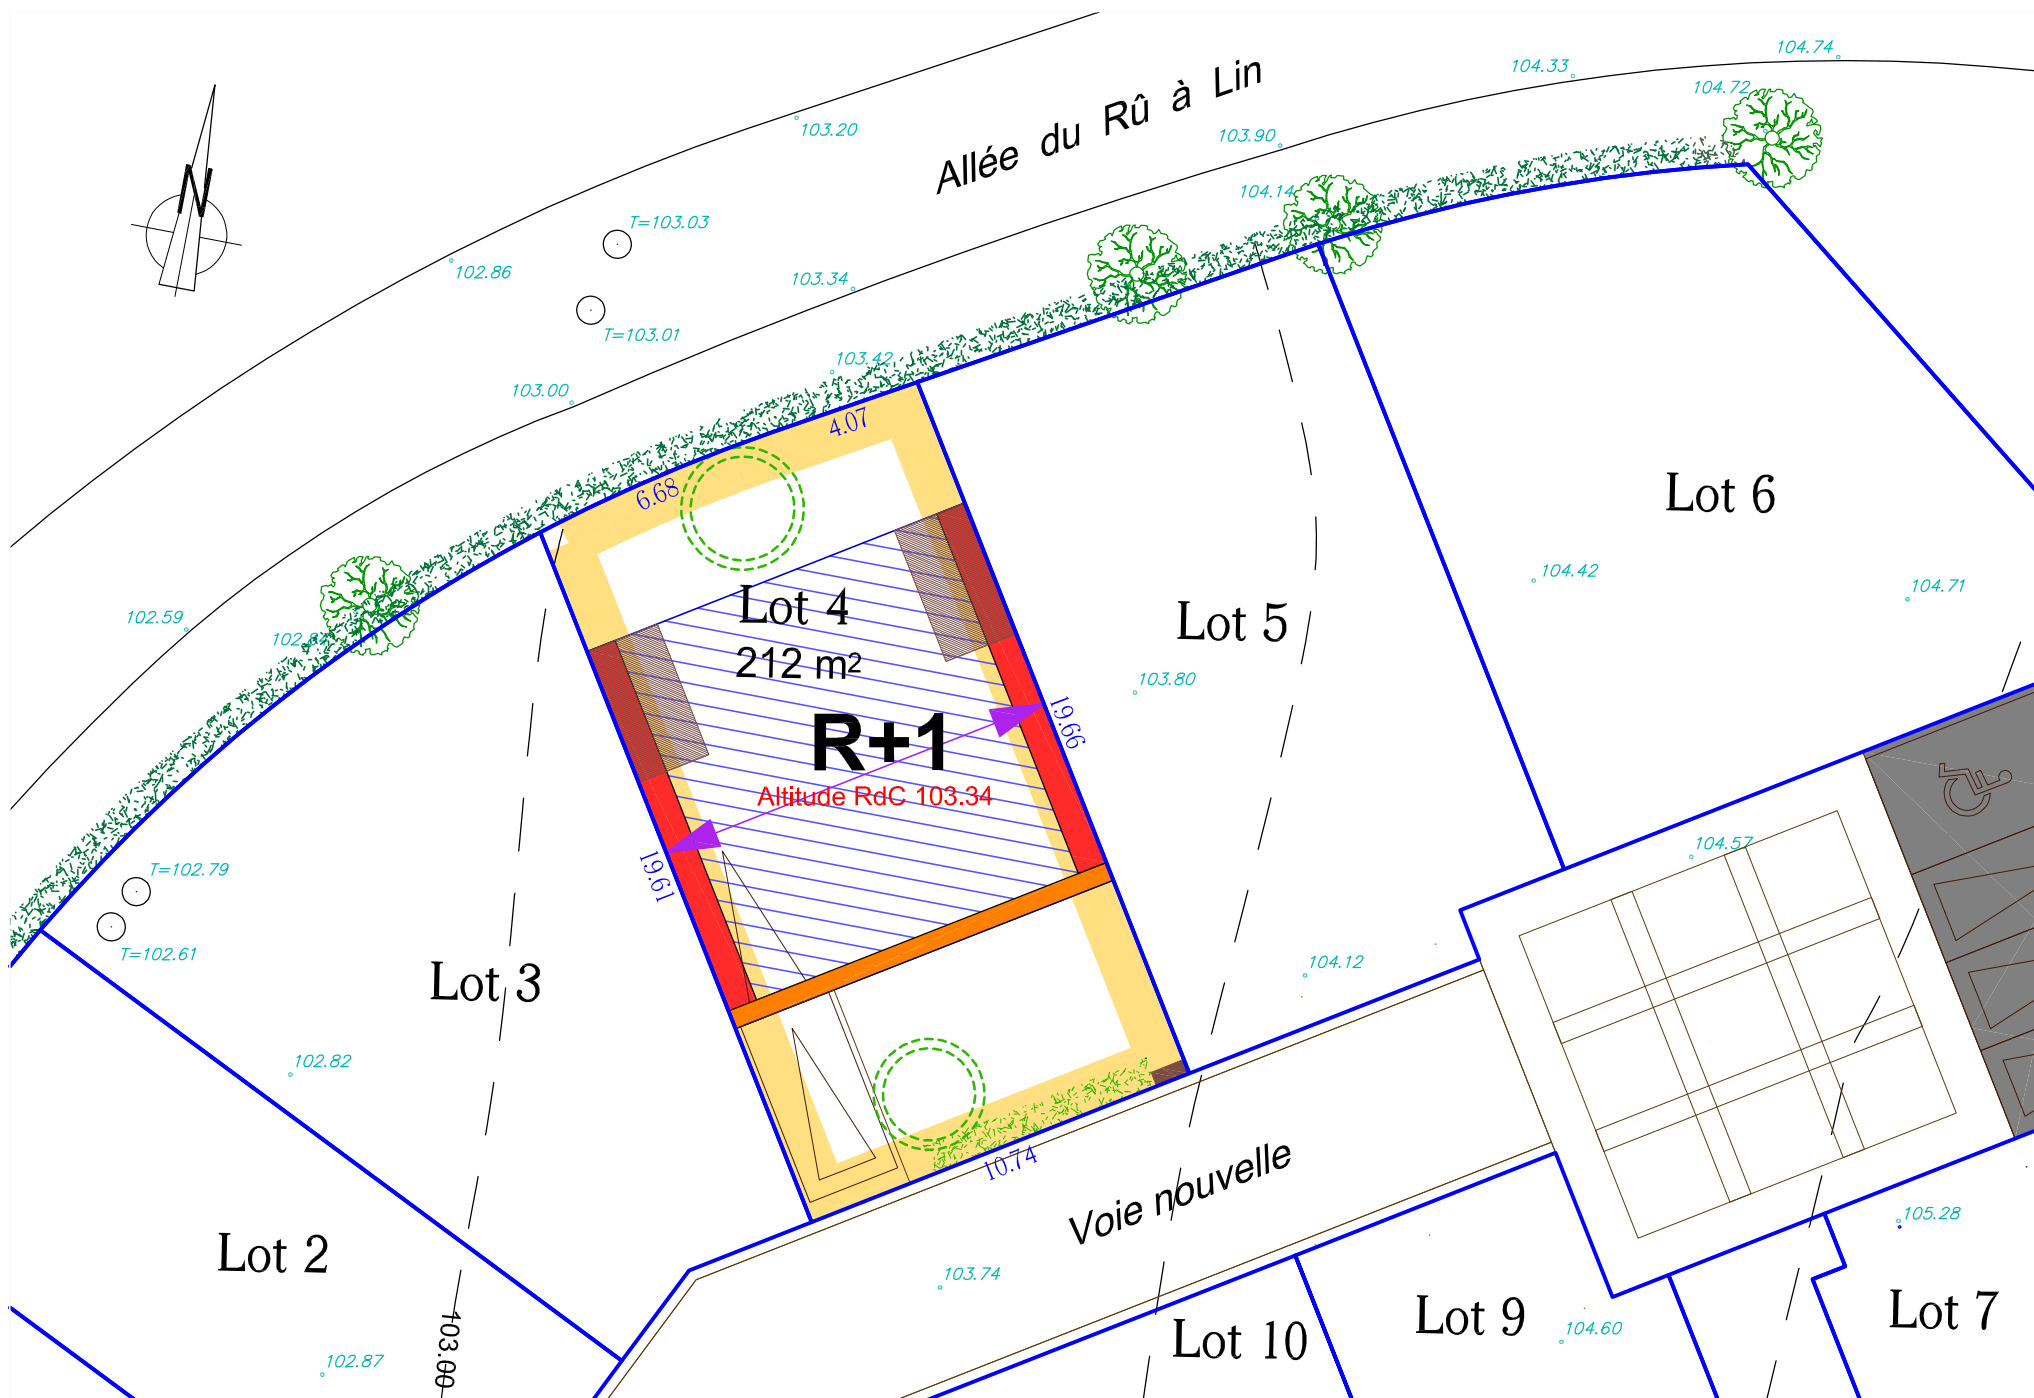 104.74
104.33
104.72
103.20
Allée du Rû à Lin
103.90
104.14
N
T=103.03
102.86
103.34
T=103.01
103.42
103.00
4.07
6.68
Lot 6
104.42
104.71
102.59
Lot 4
Lot 5
212 m²
103.80
19.66
R+1
Altitude RdC 103.34
104.57
T=102.79
19.61
T=102.61
Lot 3
104.12
102.82
10.74
Voie nouvelle
105.28
Lot 2
103.74
Lot 9
Lot 7
104.60
Lot 10
103.00
102.87